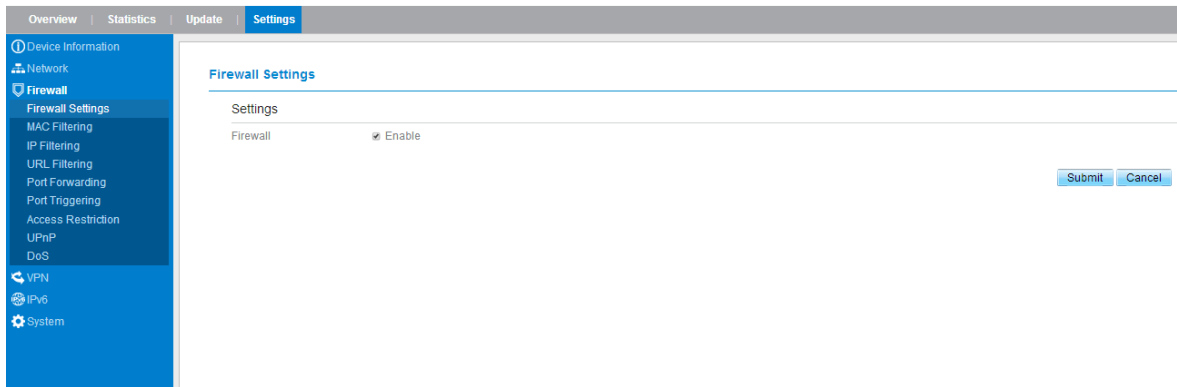 Overview | Statistics | Update | Settings
Device Information
Network
Firewall
Firewall Settings
MAC Filtering
IP Filtering
URL Filtering
Port Forwarding
Port Triggering
Access Restriction
UPnP
DoS
VPN
IPv6
System
Firewall Settings
Settings
Firewall Enable
Submit Cancel